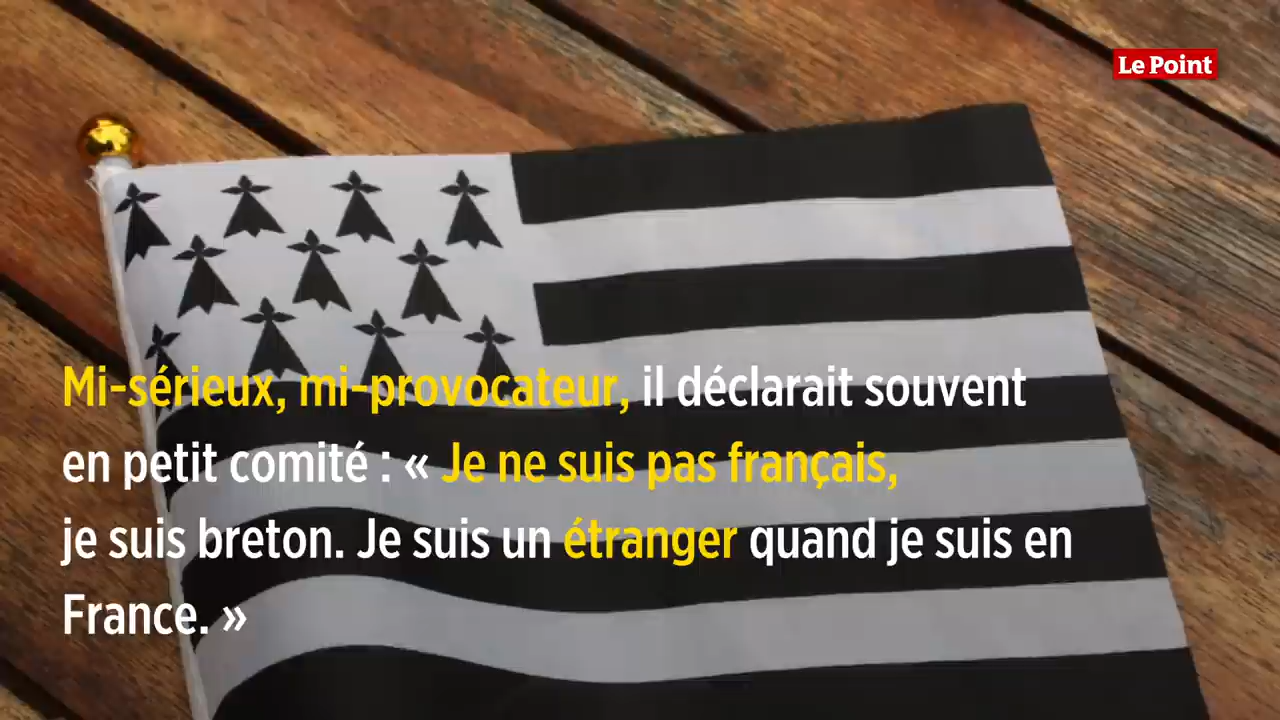 Le Point
Mi-sérieux, mi-provocateur, il déclarait souvent
en petit comité : « Je ne suis pas français,
je suis breton. Je suis un étranger quand je suis en
France. »